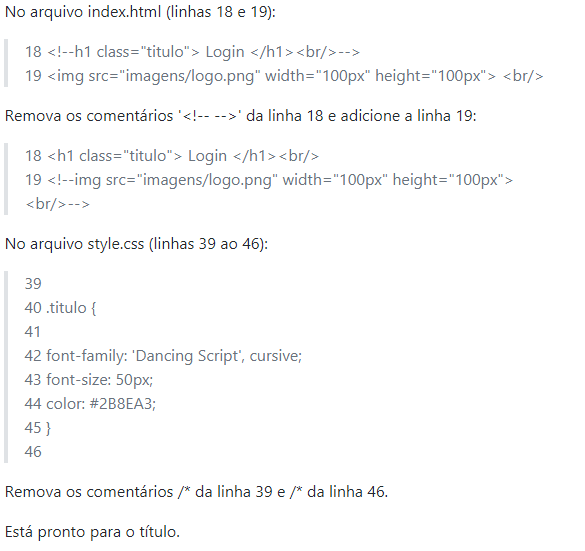 No arquivo index.html (linhas 18 e 19):
18 <!--h1 class="titulo"> Login </h1><br/>-->
19 <img src="imagens/logo.png" width="100px" height="100px"> <br/>
Remova os comentários '<!-- -->' da linha 18 e adicione a linha 19:
18 <h1 class="titulo"> Login </h1><br/>
19 <!--img src="imagens/logo.png" width="100px" height="100px">
<br/>-->
No arquivo style.css (linhas 39 ao 46):
39
40 .titulo {
41
42 font-family: 'Dancing Script', cursive;
43 font-size: 50px;
44 color: #2B8EA3;
45 }
46
Remova os comentários /* da linha 39 e /* da linha 46.
Está pronto para o título.